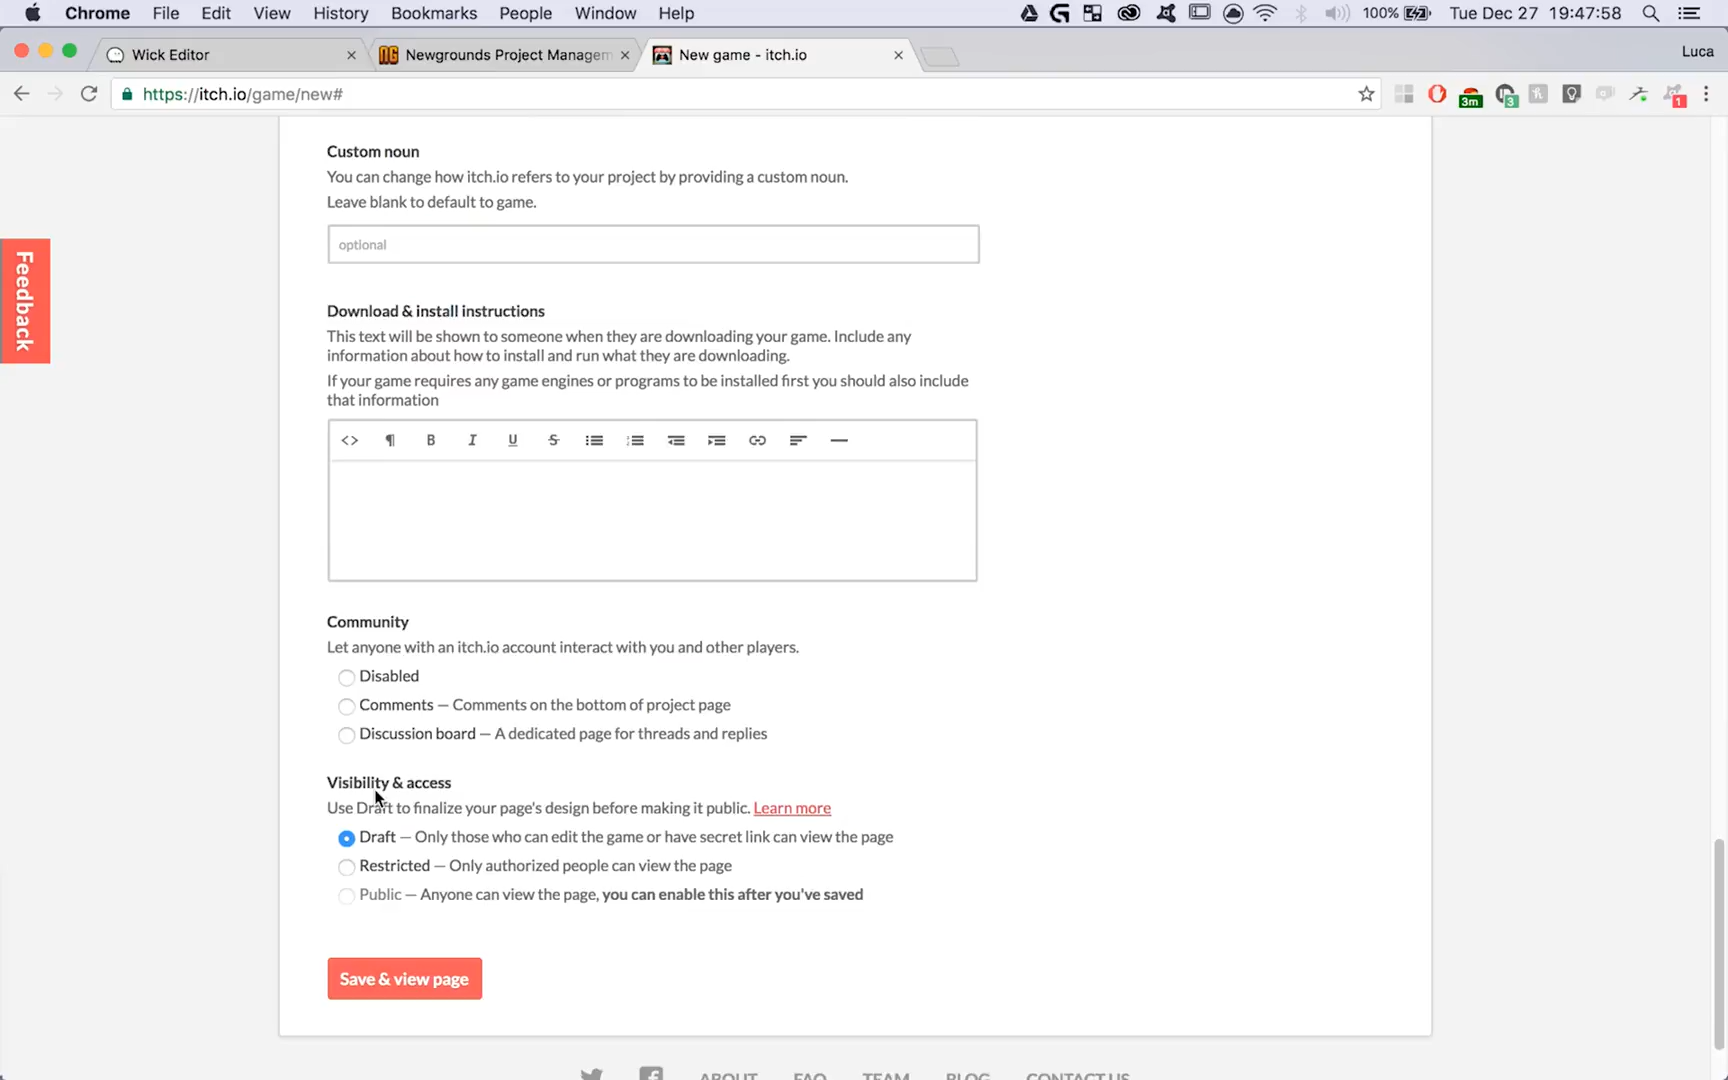 Chrome File Edit View History Bookmarks People Window Help 100% Tue Dec 27 19:47:58
Wick Editor Newgrounds Project Managem New game - itch.io Luca
https://itch.io/game/new# 3m 3 1
Custom noun
You can change how itch.io refers to your project by providing a custom noun.
Leave blank to default to game.
optional
Feedback
Download & install instructions
This text will be shown to someone when they are downloading your game. Include any
information about how to install and run what they are downloading.
If your game requires any game engines or programs to be installed first you should also include
that information
B I U S
Community
Let anyone with an itch.io account interact with you and other players.
Disabled
Comments — Comments on the bottom of project page
Discussion board — A dedicated page for threads and replies
Visibility & access
Use Draft to finalize your page's design before making it public. Learn more
Draft — Only those who can edit the game or have secret link can view the page
Restricted — Only authorized people can view the page
Public — Anyone can view the page, you can enable this after you've saved
Save & view page
ABOUT FAQ TEAM BLOG CONTACT US